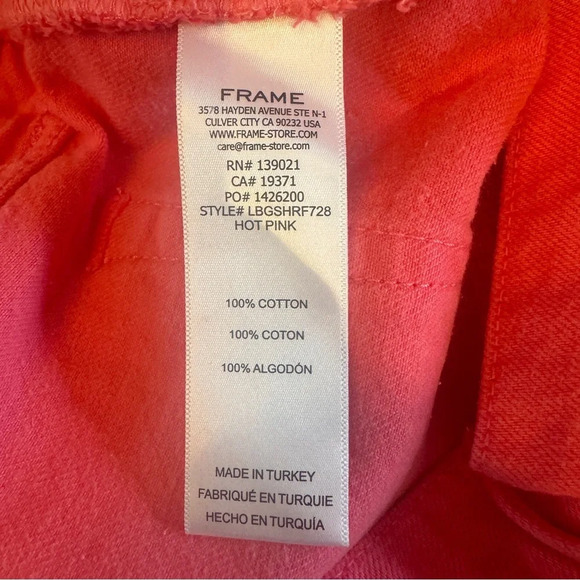 FRAME
3578 HAYDEN AVENUE STE N-1
CULVER CITY CA 90232 USA
WWW.FRAME-STORE.COM
care@frame-store.com
RN# 139021
CA# 19371
PO# 1426200
STYLE# LBGSHRF728
HOT PINK
100% COTTON
100% COTON
100% ALGODÓN
MADE IN TURKEY
FABRIQUÉ EN TURQUIE
HECHO EN TURQUÍA